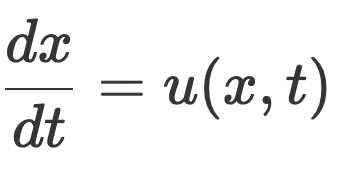 dx/dt = u(x, t)